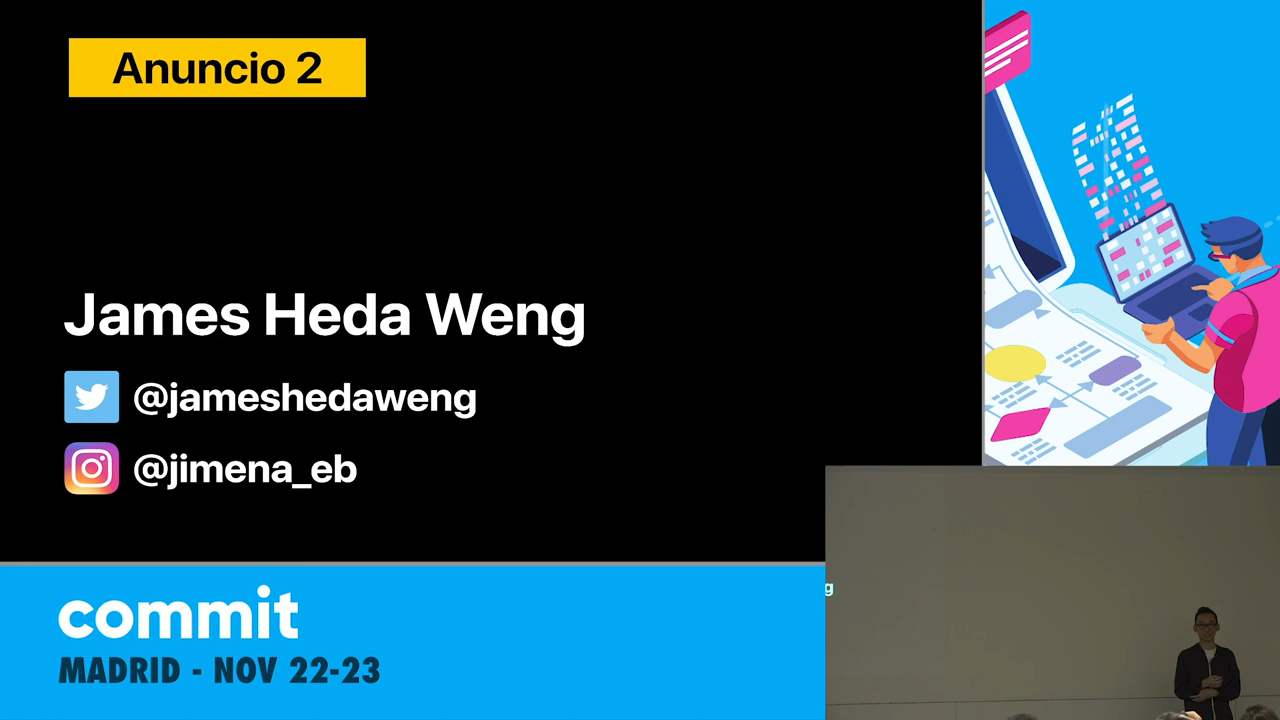 Anuncio 2
James Heda Weng
@jameshedaweng
@jimena_eb
commit
MADRID - NOV 22-23
g